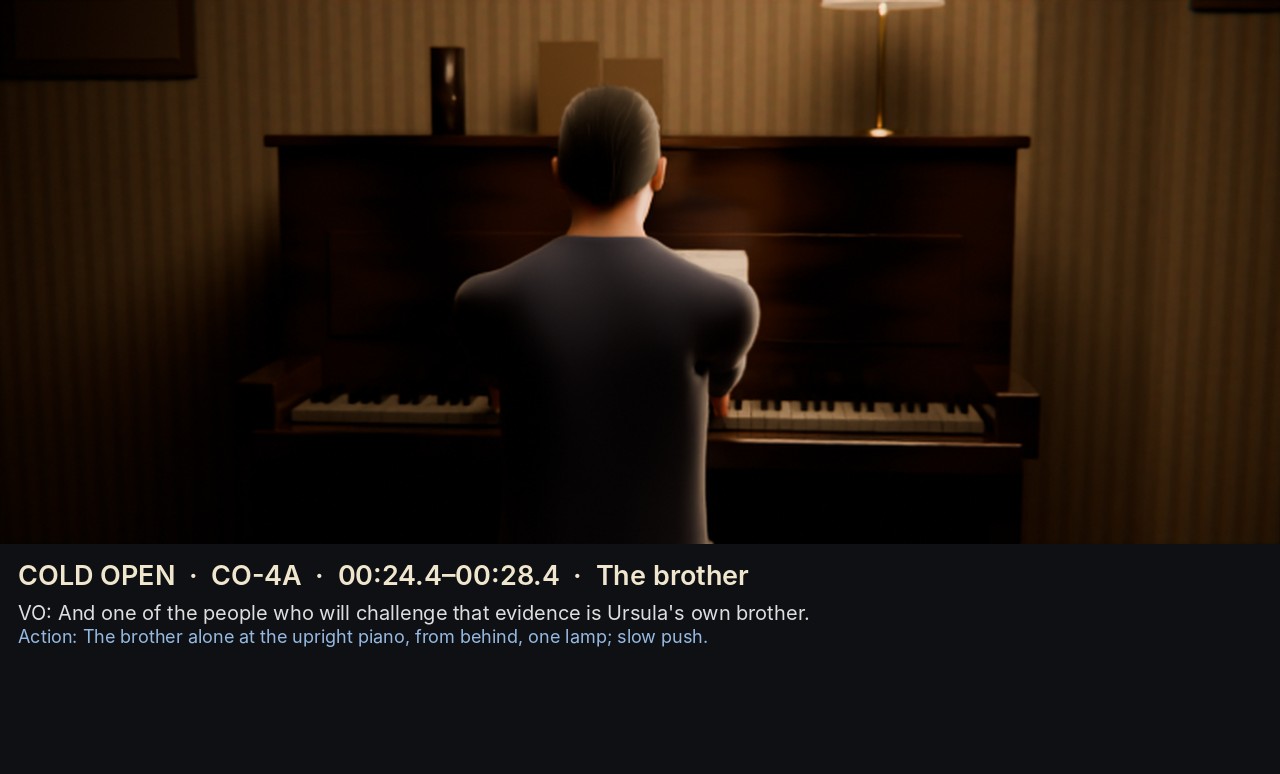 COLD OPEN · CO-4A · 00:24.4–00:28.4 · The brother
VO: And one of the people who will challenge that evidence is Ursula's own brother.
Action: The brother alone at the upright piano, from behind, one lamp; slow push.